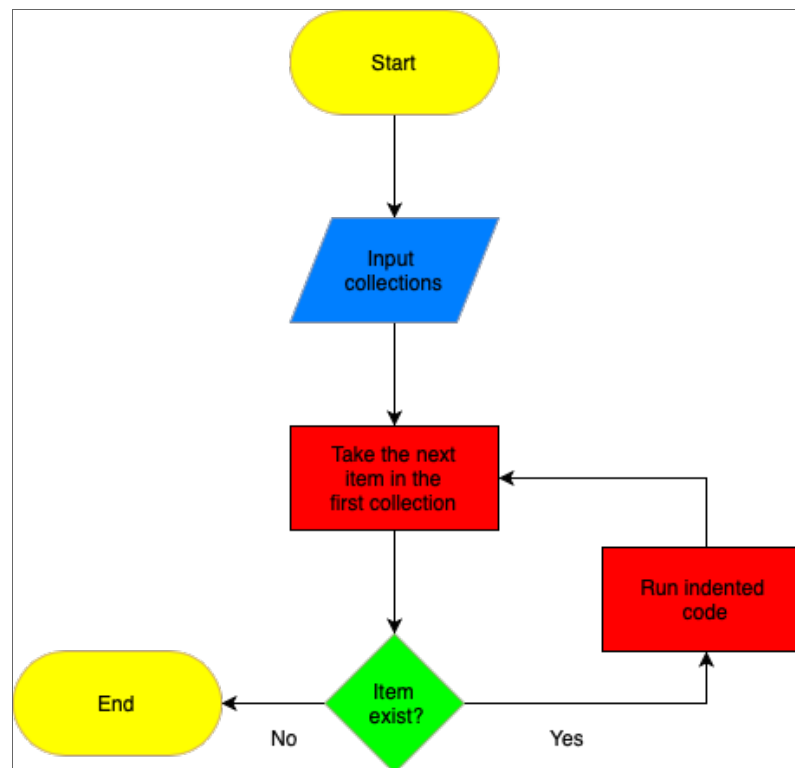 Start
Input
collections
Take the next
item in the
first collection
Run indented
code
Item
exist?
End
No
Yes